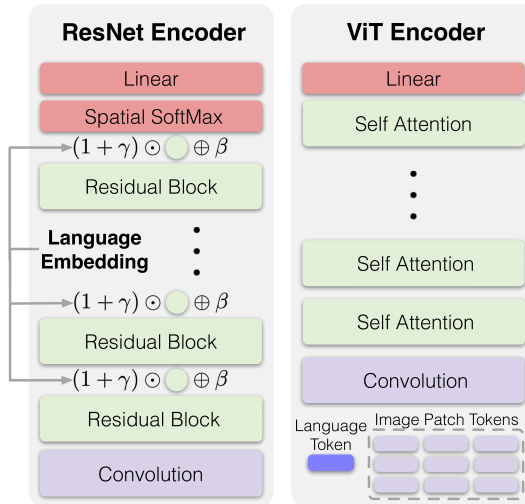 ResNet Encoder
Linear
Spatial SoftMax
(1 + γ) ⊙ ⊕ β
Residual Block
Language
Embedding
(1 + γ) ⊙ ⊕ β
Residual Block
(1 + γ) ⊙ ⊕ β
Residual Block
Convolution
ViT Encoder
Linear
Self Attention
Self Attention
Self Attention
Convolution
Language
Token
Image Patch Tokens